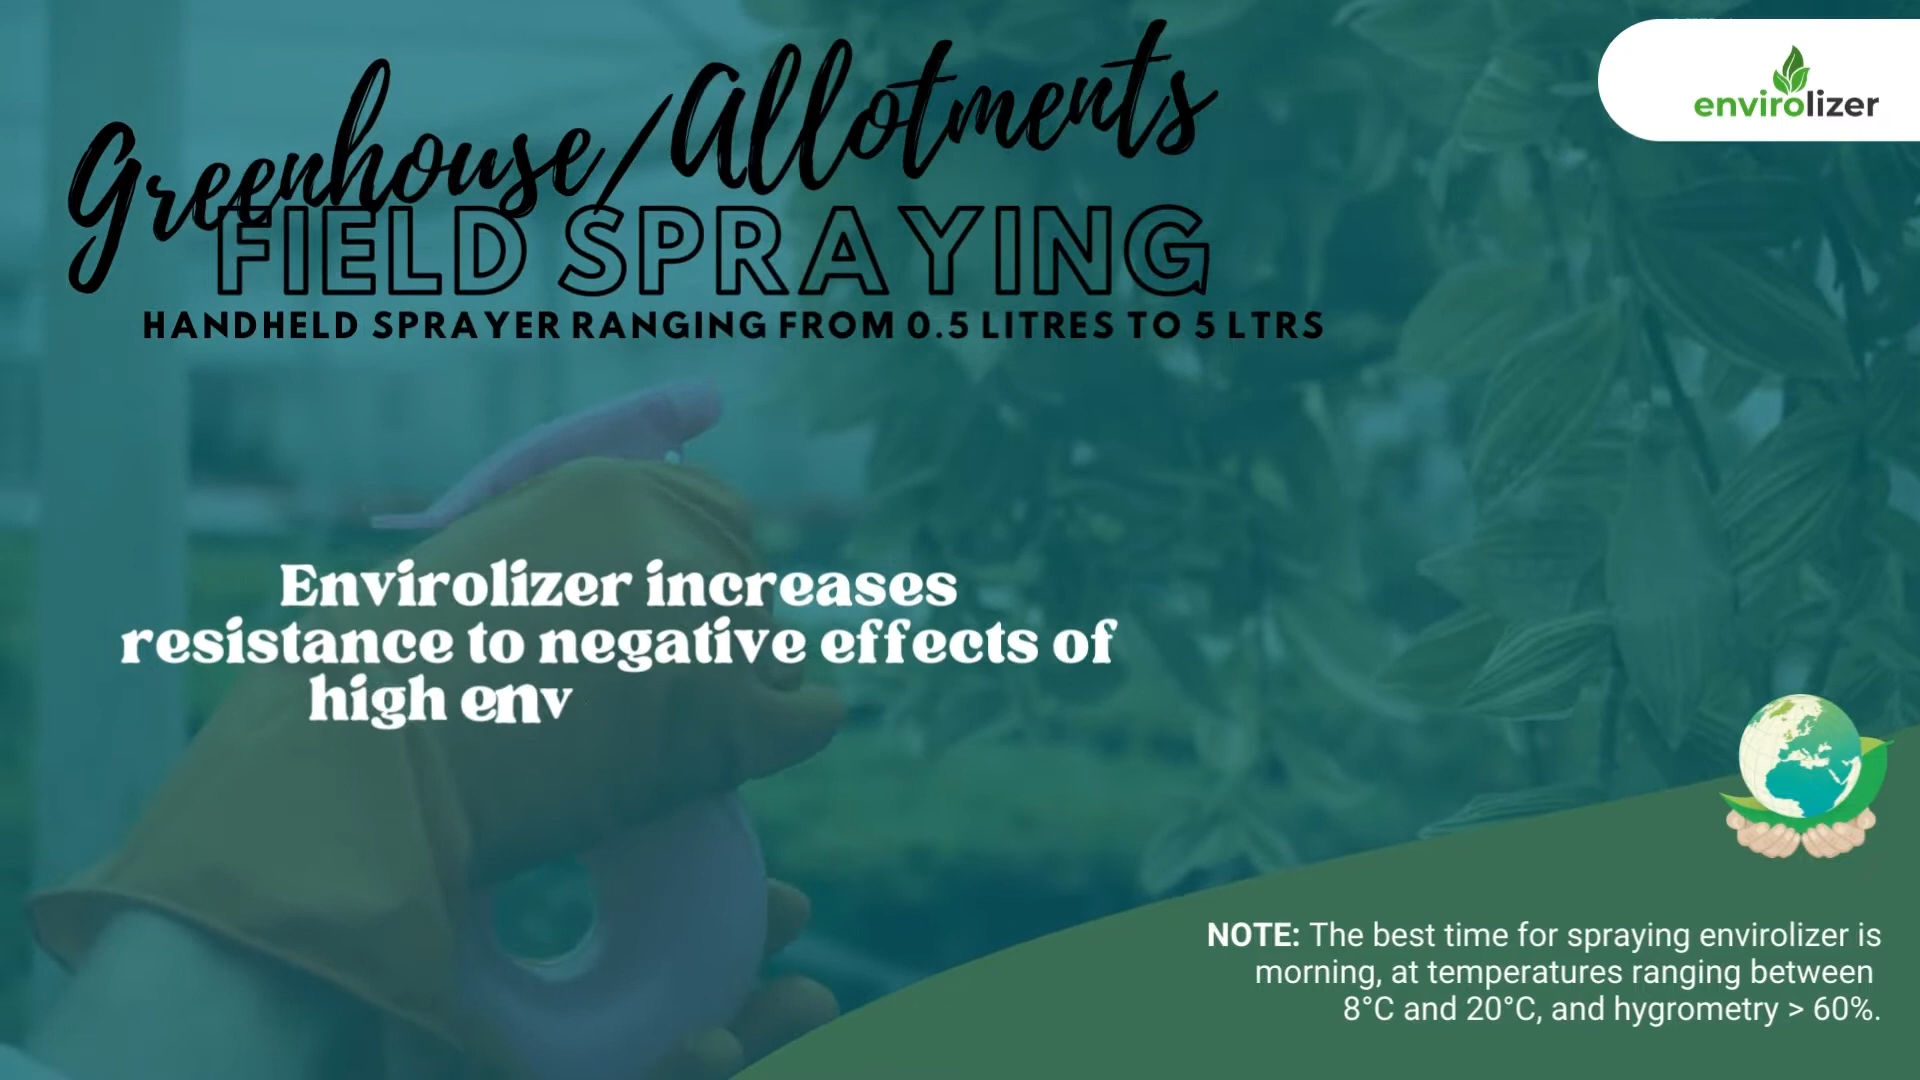 Greenhouse/Allotments
FIELD SPRAYING
HANDHELD SPRAYER RANGING FROM 0.5 LITRES TO 5 LTRS
envirolizer
Envirolizer increases
resistance to negative effects of
high env
NOTE: The best time for spraying envirolizer is
morning, at temperatures ranging between
8°C and 20°C, and hygrometry > 60%.